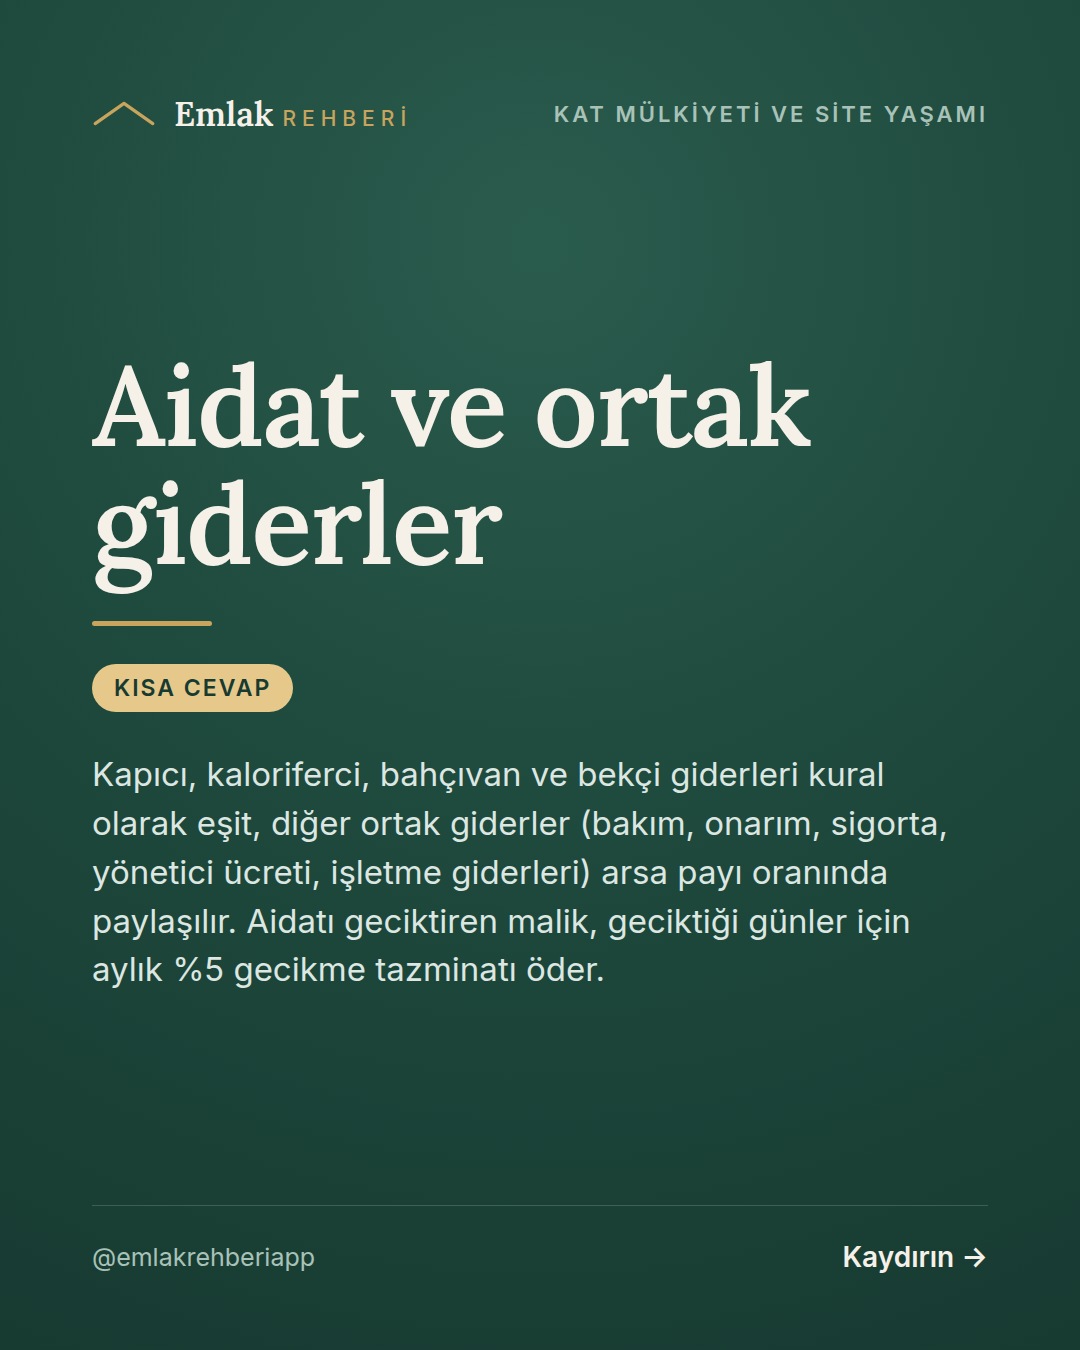 Emlak REHBERİ
KAT MÜLKİYETİ VE SİTE YAŞAMI
Aidat ve ortak
giderler
KISA CEVAP
Kapıcı, kaloriferci, bahçıvan ve bekçi giderleri kural
olarak eşit, diğer ortak giderler (bakım, onarım, sigorta,
yönetici ücreti, işletme giderleri) arsa payı oranında
paylaşılır. Aidatı geciktiren malik, geciktiği günler için
aylık %5 gecikme tazminatı öder.
@emlakrehberiapp
Kaydırın →